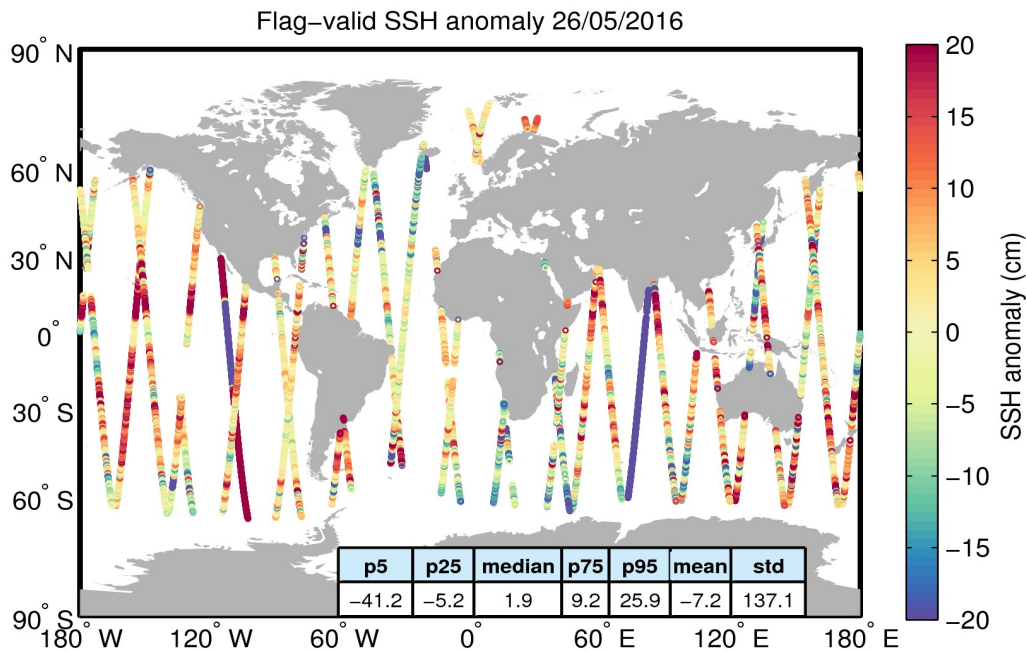 Flag−valid SSH anomaly 26/05/2016
90° N
60° N
30° N
0°
30° S
60° S
90° S
180° W
120° W
60° W
0°
60° E
120° E
180° E
p5 p25 median p75 p95 mean std
−41.2 −5.2 1.9 9.2 25.9 −7.2 137.1
20
15
10
5
0
−5
−10
−15
−20
SSH anomaly (cm)